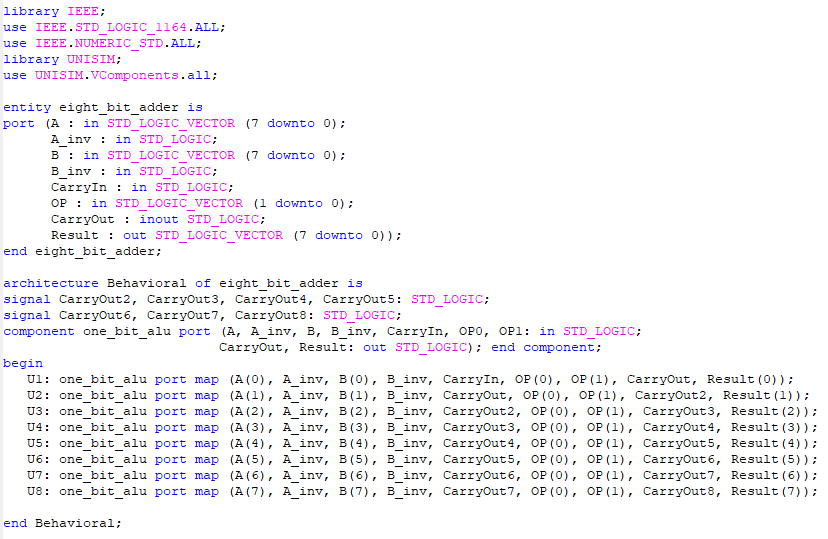 library IEEE;
use IEEE.STD_LOGIC_1164.ALL;
use IEEE.NUMERIC_STD.ALL;
library UNISIM;
use UNISIM.VComponents.all;

entity eight_bit_adder is
port (A : in STD_LOGIC_VECTOR (7 downto 0);
      A_inv : in STD_LOGIC;
      B : in STD_LOGIC_VECTOR (7 downto 0);
      B_inv : in STD_LOGIC;
      CarryIn : in STD_LOGIC;
      OP : in STD_LOGIC_VECTOR (1 downto 0);
      CarryOut : inout STD_LOGIC;
      Result : out STD_LOGIC_VECTOR (7 downto 0));
end eight_bit_adder;

architecture Behavioral of eight_bit_adder is
signal CarryOut2, CarryOut3, CarryOut4, CarryOut5: STD_LOGIC;
signal CarryOut6, CarryOut7, CarryOut8: STD_LOGIC;
component one_bit_alu port (A, A_inv, B, B_inv, CarryIn, OP0, OP1: in STD_LOGIC;
                           CarryOut, Result: out STD_LOGIC); end component;
begin
   U1: one_bit_alu port map (A(0), A_inv, B(0), B_inv, CarryIn, OP(0), OP(1), CarryOut, Result(0));
   U2: one_bit_alu port map (A(1), A_inv, B(1), B_inv, CarryOut, OP(0), OP(1), CarryOut2, Result(1));
   U3: one_bit_alu port map (A(2), A_inv, B(2), B_inv, CarryOut2, OP(0), OP(1), CarryOut3, Result(2));
   U4: one_bit_alu port map (A(3), A_inv, B(3), B_inv, CarryOut3, OP(0), OP(1), CarryOut4, Result(3));
   U5: one_bit_alu port map (A(4), A_inv, B(4), B_inv, CarryOut4, OP(0), OP(1), CarryOut5, Result(4));
   U6: one_bit_alu port map (A(5), A_inv, B(5), B_inv, CarryOut5, OP(0), OP(1), CarryOut6, Result(5));
   U7: one_bit_alu port map (A(6), A_inv, B(6), B_inv, CarryOut6, OP(0), OP(1), CarryOut7, Result(6));
   U8: one_bit_alu port map (A(7), A_inv, B(7), B_inv, CarryOut7, OP(0), OP(1), CarryOut8, Result(7));

end Behavioral;